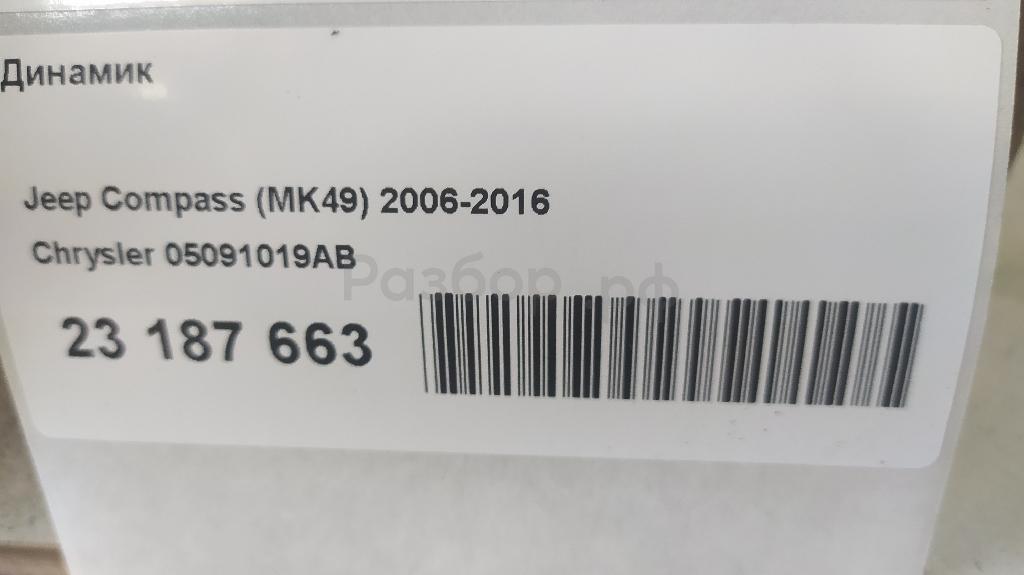 Динамик
Jeep Compass (MK49) 2006-2016
Chrysler 05091019AB
Разбор.рф
23 187 663